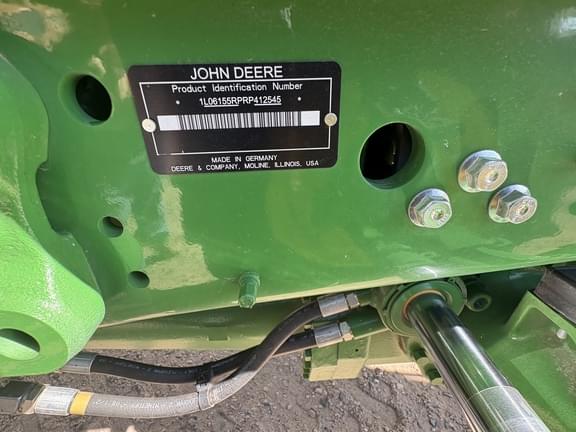 JOHN DEERE
Product Identification Number
* 1L06155RPRP412545 *
MADE IN GERMANY
DEERE & COMPANY, MOLINE, ILLINOIS, USA